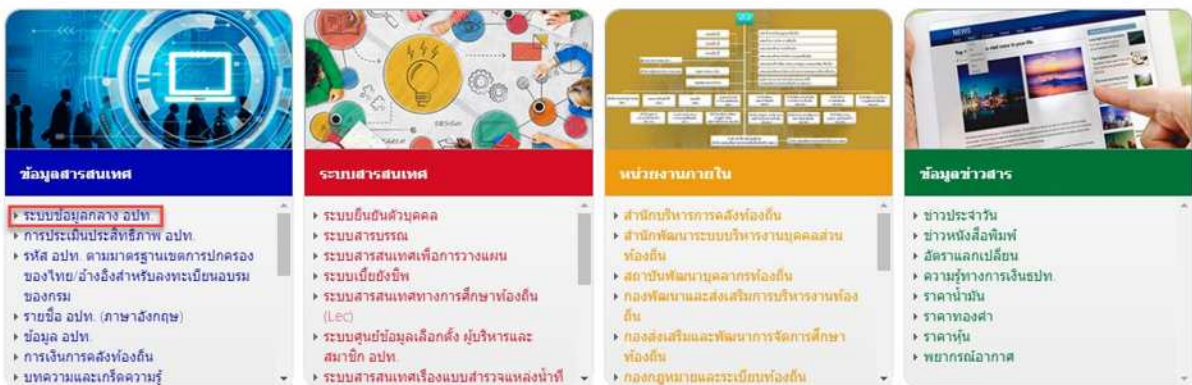 ข้อมูลสารสนเทศ
ระบบข้อมูลกลาง อปท.
การประเมินประสิทธิภาพ อปท.
รหัส อปท. ตามมาตรฐานเขตการปกครอง
ของไทย/อ้างอิงสำหรับลงทะเบียนอบรม
ของกรม
รายชื่อ อปท. (ภาษาอังกฤษ)
ข้อมูล อปท.
การเงินการคลังท้องถิ่น
บทความและเกร็ดความรู้
ระบบสารสนเทศ
ระบบยืนยันตัวบุคคล
ระบบสารบรรณ
ระบบสารสนเทศเพื่อการวางแผน
ระบบเบี้ยยังชีพ
ระบบสารสนเทศทางการศึกษาท้องถิ่น
(Lec)
ระบบศูนย์ข้อมูลเลือกตั้ง ผู้บริหารและ
สมาชิก อปท.
ระบบสารสนเทศเรื่องแบบสำรวจแหล่งน้ำที่
หน่วยงานภายใน
สำนักบริหารการคลังท้องถิ่น
สำนักพัฒนาระบบบริหารงานบุคคลส่วน
ท้องถิ่น
สถาบันพัฒนาบุคลากรท้องถิ่น
กองพัฒนาและส่งเสริมการบริหารงานท้อง
ถิ่น
กองส่งเสริมและพัฒนาการจัดการศึกษา
ท้องถิ่น
กองกฎหมายและระเบียบท้องถิ่น
NEWS
ข้อมูลข่าวสาร
ข่าวประจำวัน
ข่าวหนังสือพิมพ์
อัตราแลกเปลี่ยน
ความรู้ทางการเงินธปท.
ราคาน้ำมัน
ราคาทองคำ
ราคาหุ้น
พยากรณ์อากาศ